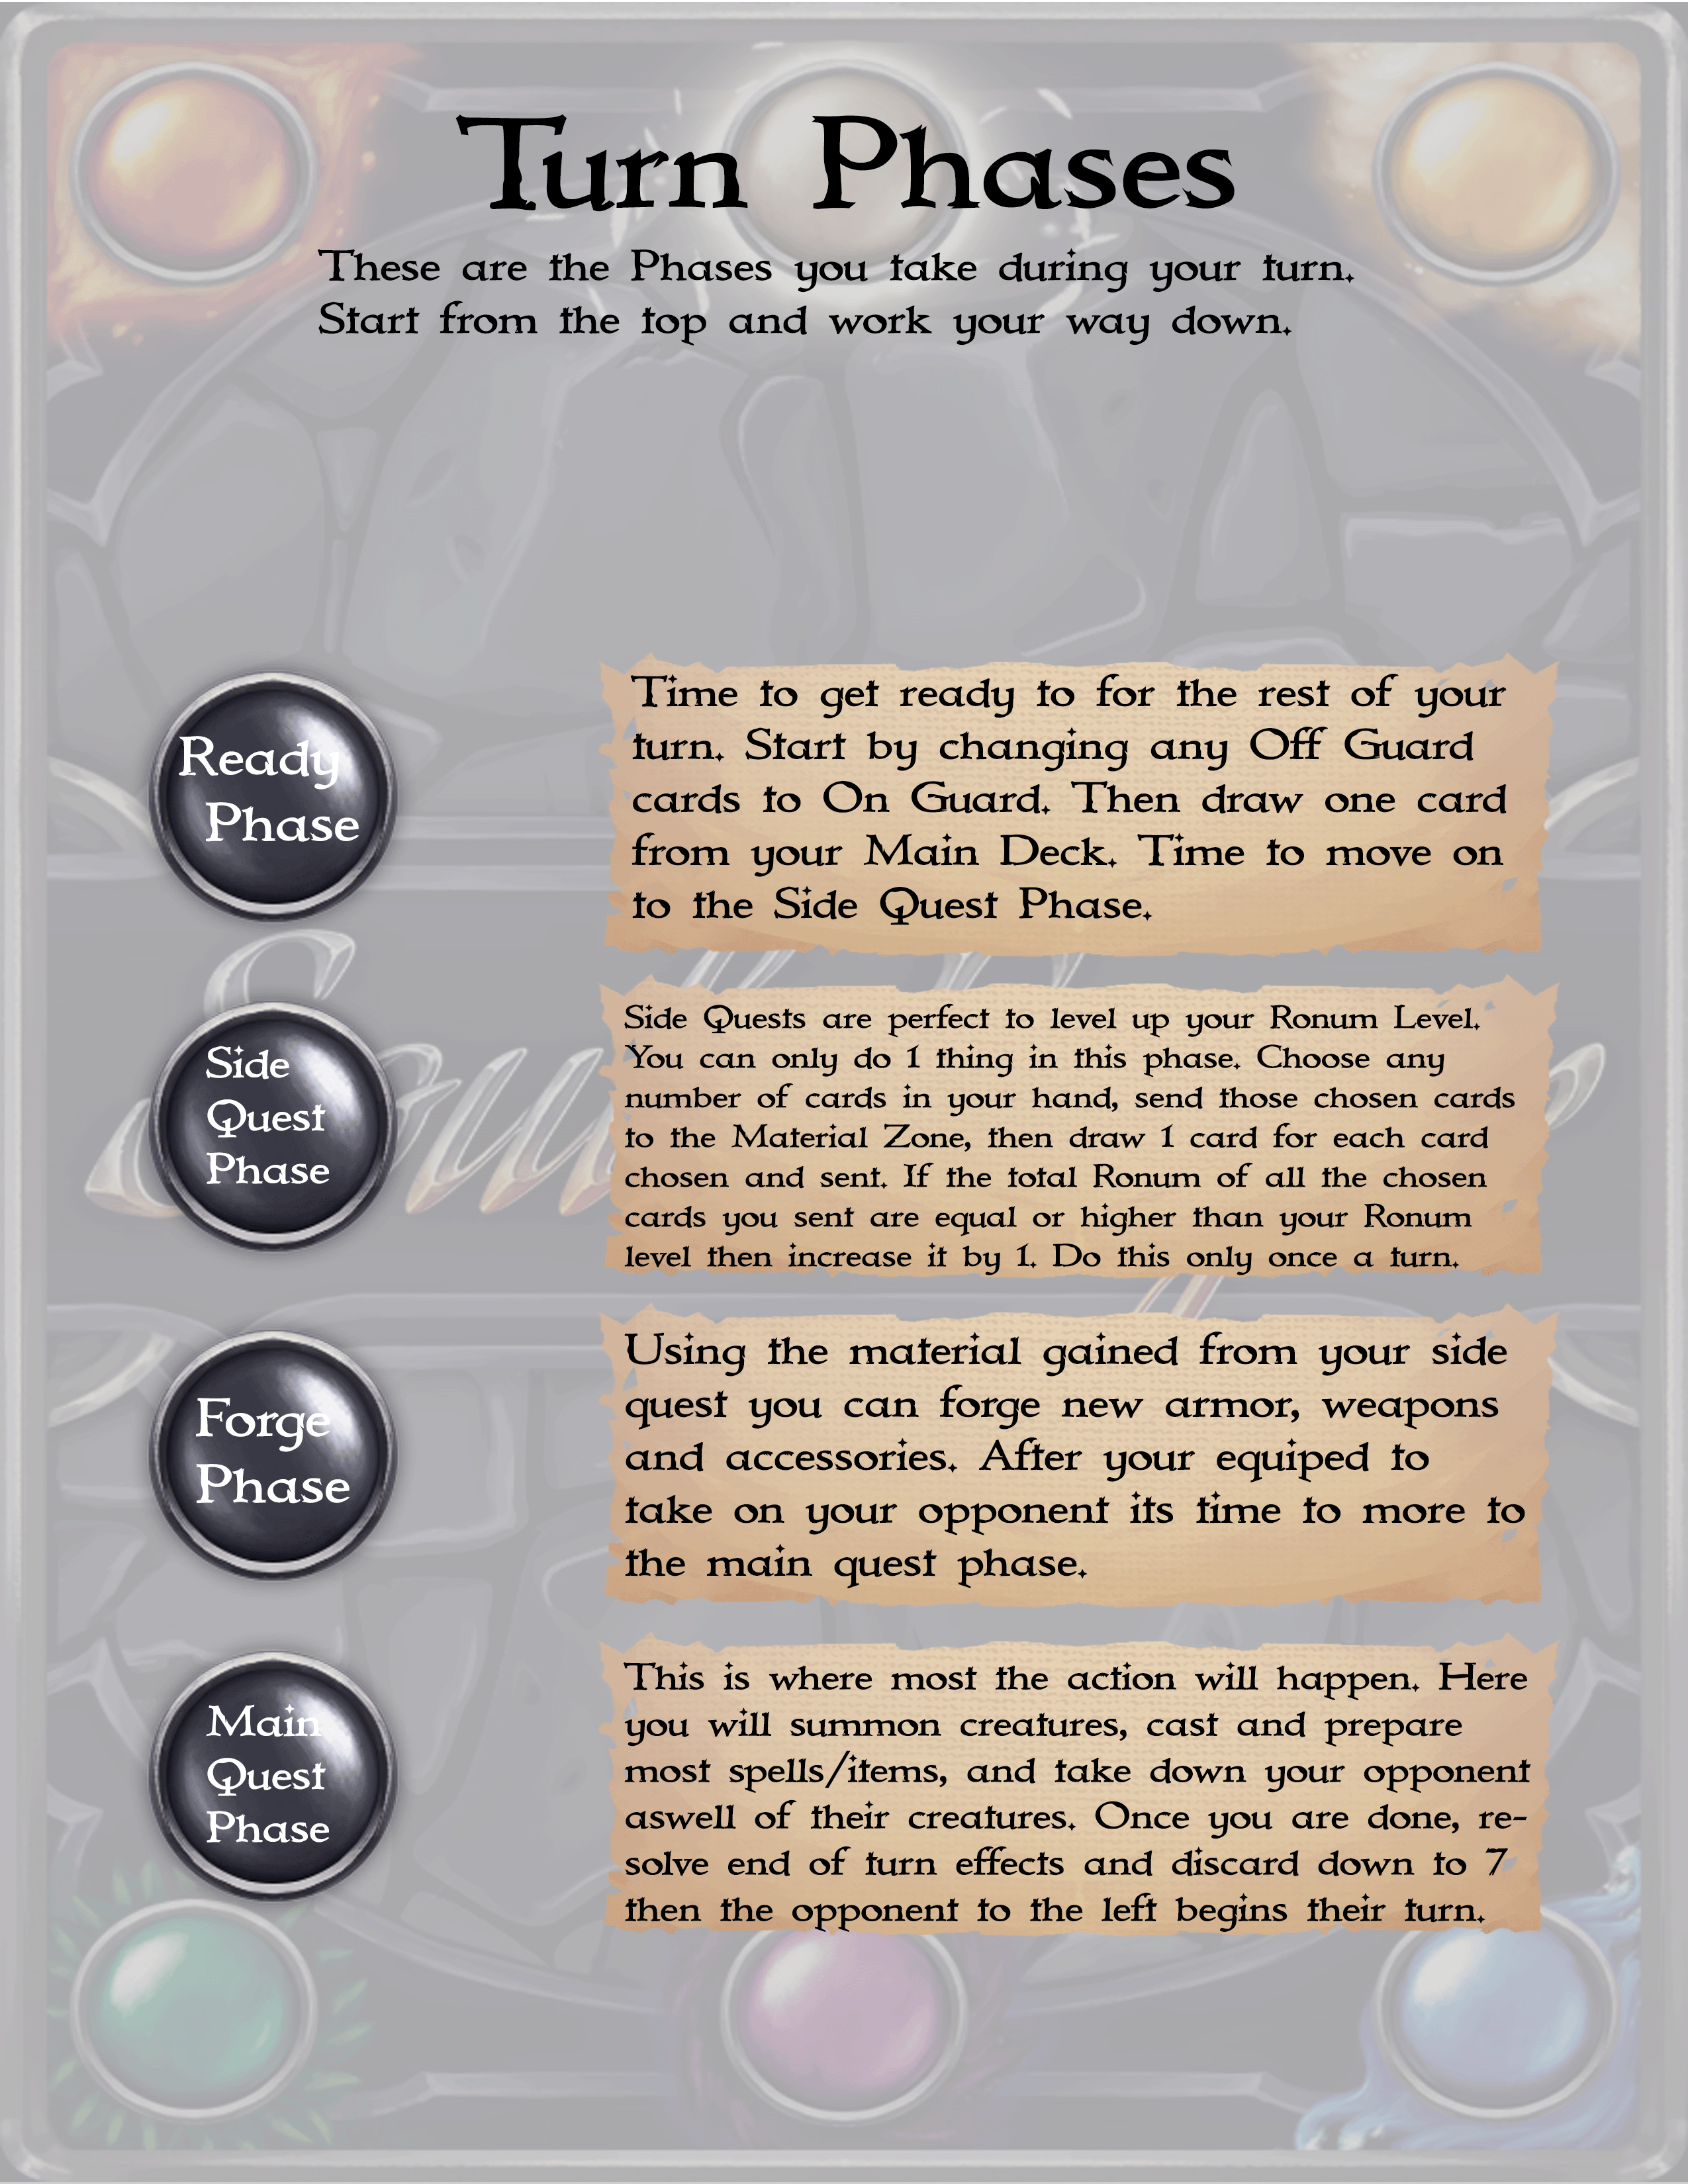 Turn Phases
These are the Phases you take during your turn.
Start from the top and work your way down.
Ready
Phase
Time to get ready to for the rest of your
turn. Start by changing any Off Guard
cards to On Guard. Then draw one card
from your Main Deck. Time to move on
to the Side Quest Phase.
Side
Quest
Phase
Side Quests are perfect to level up your Ronum Level.
You can only do 1 thing in this phase. Choose any
number of cards in your hand, send those chosen cards
to the Material Zone, then draw 1 card for each card
chosen and sent. If the total Ronum of all the chosen
cards you sent are equal or higher than your Ronum
level then increase it by 1. Do this only once a turn.
Forge
Phase
Using the material gained from your side
quest you can forge new armor, weapons
and accessories. After your equiped to
take on your opponent its time to more to
the main quest phase.
Main
Quest
Phase
This is where most the action will happen. Here
you will summon creatures, cast and prepare
most spells/items, and take down your opponent
aswell of their creatures. Once you are done, re-
solve end of turn effects and discard down to 7
then the opponent to the left begins their turn.